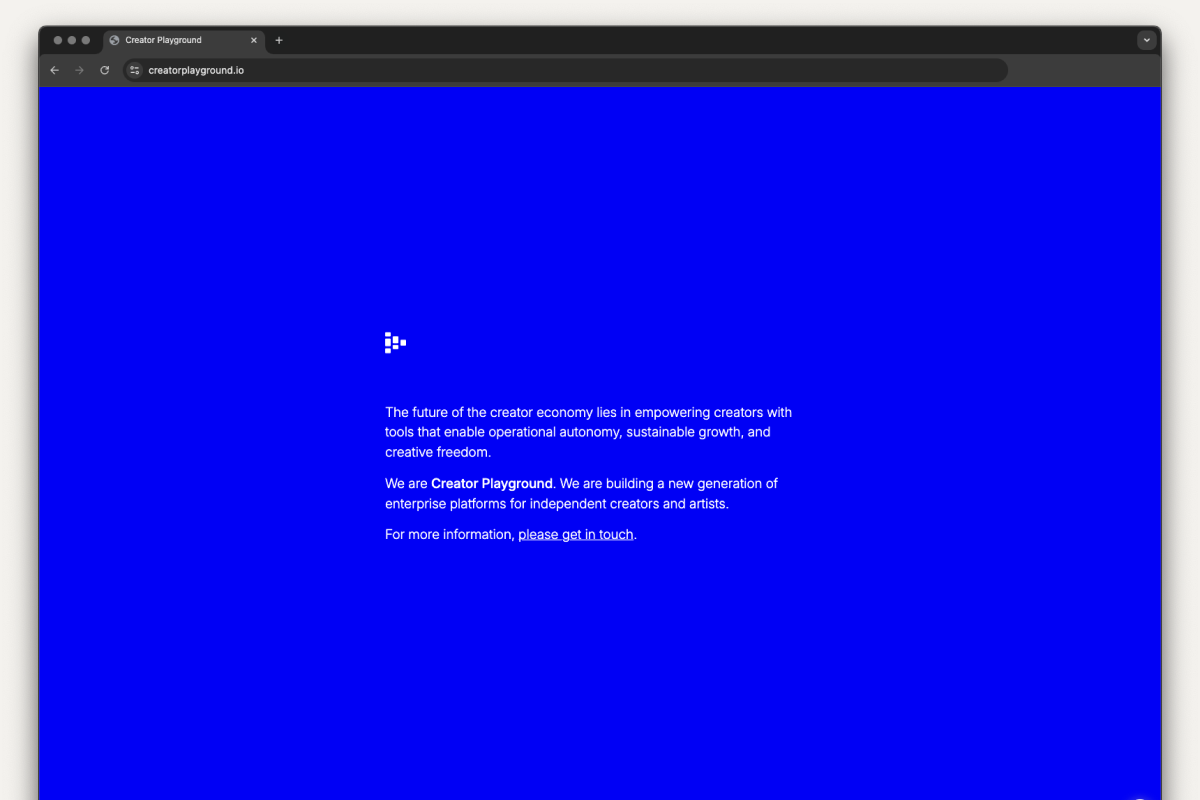 Creator Playground
creatorplayground.io
The future of the creator economy lies in empowering creators with
tools that enable operational autonomy, sustainable growth, and
creative freedom.
We are Creator Playground. We are building a new generation of
enterprise platforms for independent creators and artists.
For more information, please get in touch.